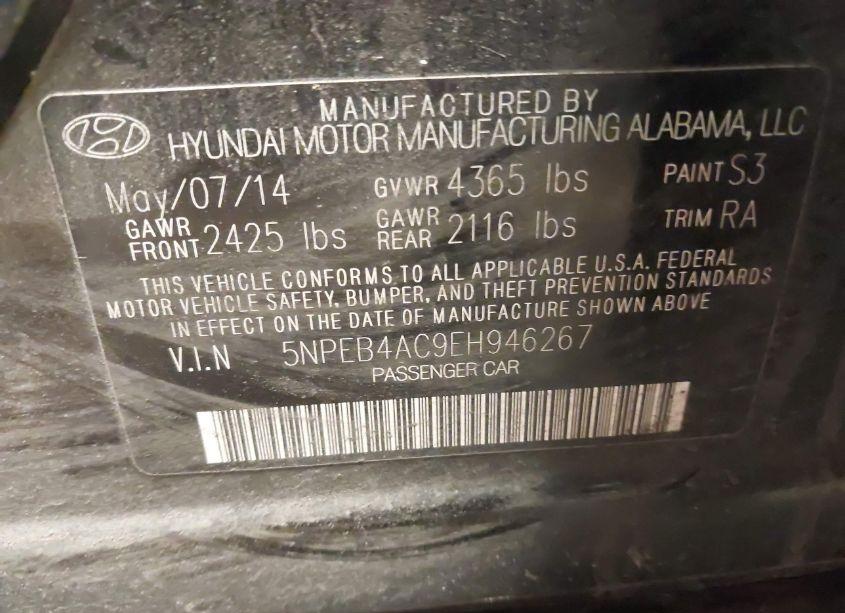 MANUFACTURED BY
HYUNDAI MOTOR MANUFACTURING ALABAMA, LLC
May/07/14 GVWR 4365 lbs PAINT S3
GAWR FRONT 2425 lbs GAWR REAR 2116 lbs TRIM RA
THIS VEHICLE CONFORMS TO ALL APPLICABLE U.S.A. FEDERAL
MOTOR VEHICLE SAFETY, BUMPER, AND THEFT PREVENTION STANDARDS
IN EFFECT ON THE DATE OF MANUFACTURE SHOWN ABOVE
V.I.N 5NPEB4AC9EH946267
PASSENGER CAR